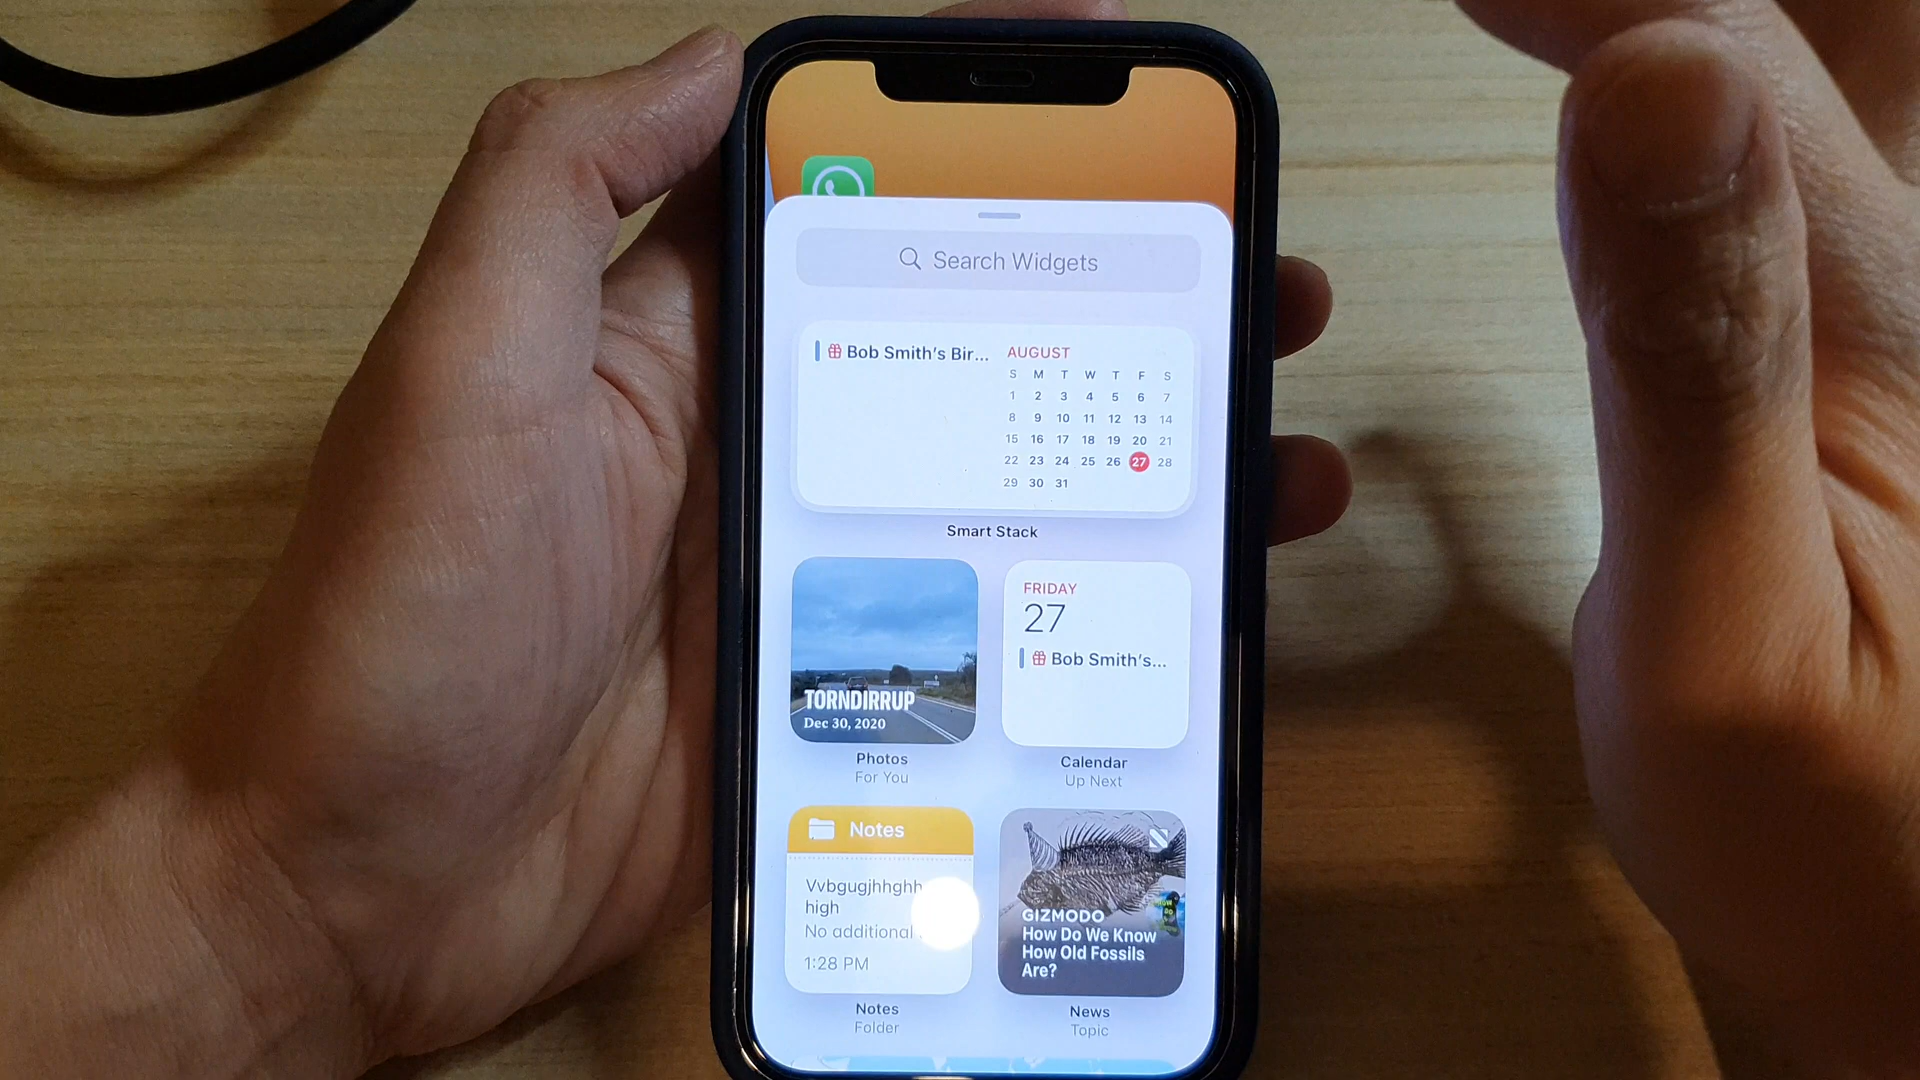 Search Widgets
Bob Smith's Bir...
AUGUST
S M T W T F S
1 2 3 4 5 6 7
8 9 10 11 12 13 14
15 16 17 18 19 20 21
22 23 24 25 26 27 28
29 30 31
Smart Stack
TORNDIRRUP
Dec 30, 2020
Photos
For You
FRIDAY
27
Bob Smith's...
Calendar
Up Next
Notes
Vvbgugjhhghh
high
No additional
1:28 PM
Notes
Folder
GIZMODO
How Do We Know
How Old Fossils
Are?
News
Topic